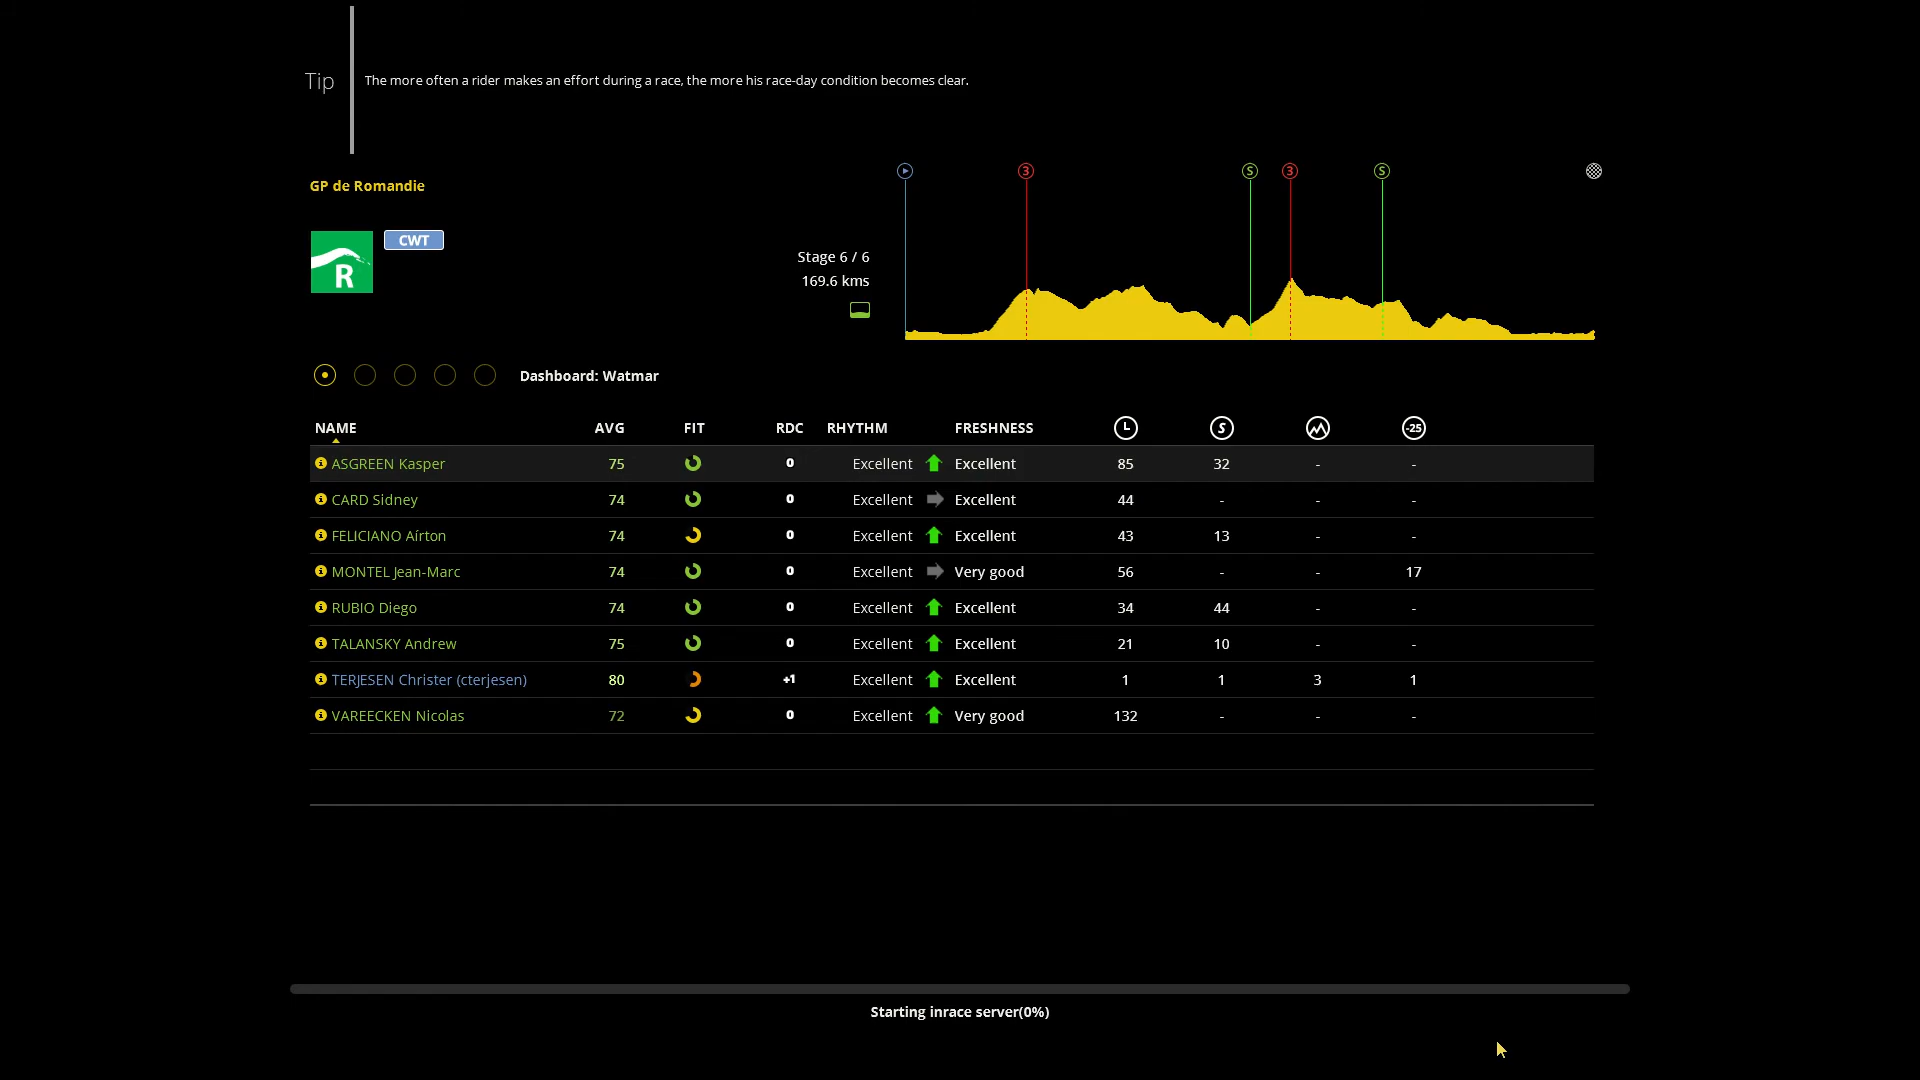 Tip
The more often a rider makes an effort during a race, the more his race-day condition becomes clear.
GP de Romandie
R
CWT
Stage 6 / 6
169.6 kms
3
S
3
S
Dashboard: Watmar
NAME AVG FIT RDC RHYTHM FRESHNESS S -25
ASGREEN Kasper 75 0 Excellent Excellent 85 32 - -
CARD Sidney 74 0 Excellent Excellent 44 - - -
FELICIANO Aírton 74 0 Excellent Excellent 43 13 - -
MONTEL Jean-Marc 74 0 Excellent Very good 56 - - 17
RUBIO Diego 74 0 Excellent Excellent 34 44 - -
TALANSKY Andrew 75 0 Excellent Excellent 21 10 - -
TERJESEN Christer (cterjesen) 80 +1 Excellent Excellent 1 1 3 1
VAREECKEN Nicolas 72 0 Excellent Very good 132 - - -
Starting inrace server(0%)